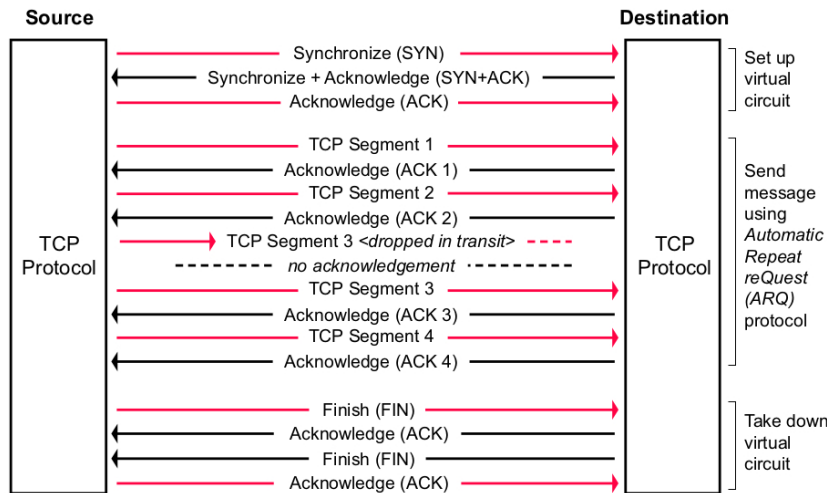 Source
Destination
Synchronize (SYN)
Synchronize + Acknowledge (SYN+ACK)
Acknowledge (ACK)
Set up
virtual
circuit
TCP Segment 1
Acknowledge (ACK 1)
TCP Segment 2
Acknowledge (ACK 2)
TCP Segment 3 <dropped in transit>
no acknowledgement
TCP Segment 3
Acknowledge (ACK 3)
TCP Segment 4
Acknowledge (ACK 4)
TCP
Protocol
TCP
Protocol
Send
message
using
Automatic
Repeat
reQuest
(ARQ)
protocol
Finish (FIN)
Acknowledge (ACK)
Finish (FIN)
Acknowledge (ACK)
Take down
virtual
circuit